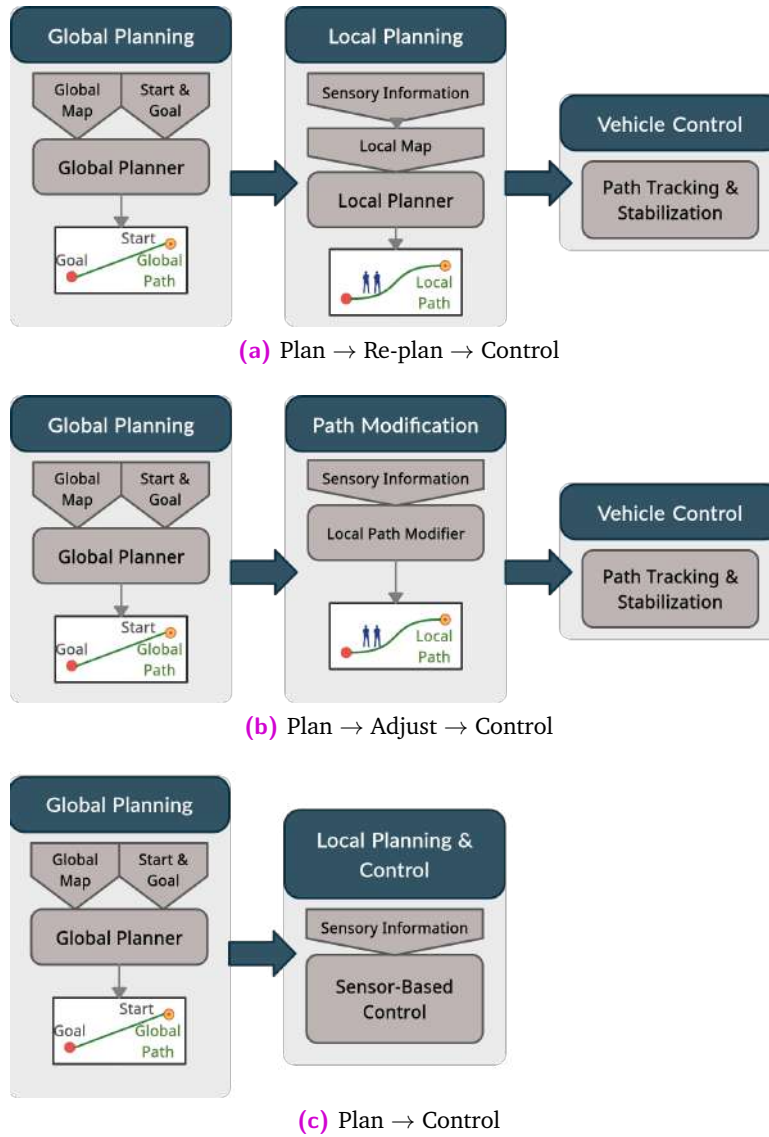 Global Planning
Global
Map
Start &
Goal
Global Planner
Start
Goal
Global
Path
Local Planning
Sensory Information
Local Map
Local Planner
Local
Path
Vehicle Control
Path Tracking &
Stabilization
(a) Plan → Re-plan → Control
Global Planning
Global
Map
Start &
Goal
Global Planner
Start
Goal
Global
Path
Path Modification
Sensory Information
Local Path Modifier
Local
Path
Vehicle Control
Path Tracking &
Stabilization
(b) Plan → Adjust → Control
Global Planning
Global
Map
Start &
Goal
Global Planner
Start
Goal
Global
Path
Local Planning &
Control
Sensory Information
Sensor-Based
Control
(c) Plan → Control